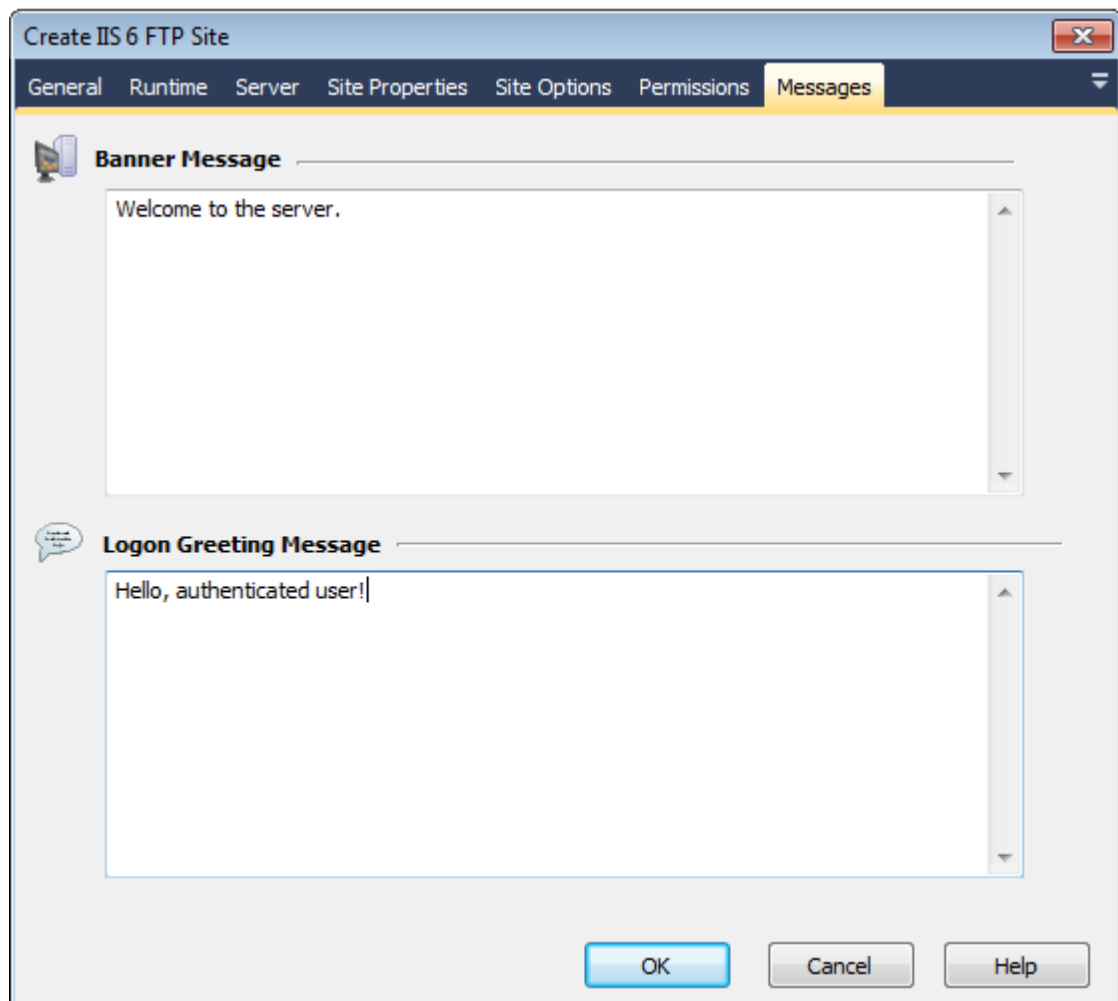 Create IIS 6 FTP Site
General Runtime Server Site Properties Site Options Permissions Messages
Banner Message
Welcome to the server.
Logon Greeting Message
Hello, authenticated user!
OK Cancel Help